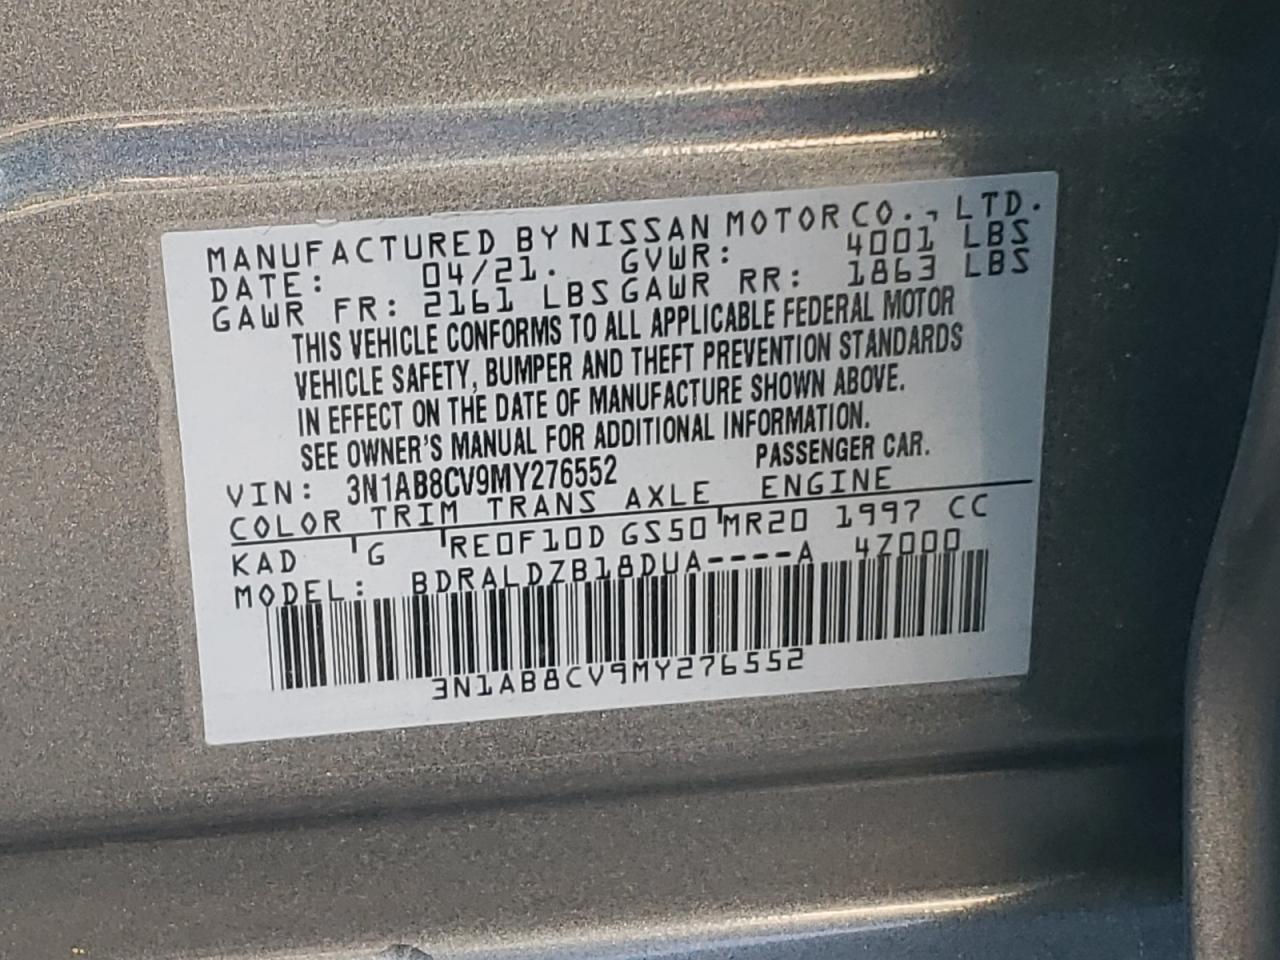 MANUFACTURED BY NISSAN MOTOR CO., LTD.
DATE: 04/21. GVWR: 4001 LBS
GAWR FR: 2161 LBS GAWR RR: 1863 LBS
THIS VEHICLE CONFORMS TO ALL APPLICABLE FEDERAL MOTOR
VEHICLE SAFETY, BUMPER AND THEFT PREVENTION STANDARDS
IN EFFECT ON THE DATE OF MANUFACTURE SHOWN ABOVE.
SEE OWNER'S MANUAL FOR ADDITIONAL INFORMATION.
VIN: 3N1AB8CV9MY276552 PASSENGER CAR.
COLOR TRIM TRANS AXLE ENGINE
KAD G RE0F10D GS50 MR20 1997 CC
MODEL: BDRALDZB18DUA----A 4Z000
3N1AB8CV9MY276552